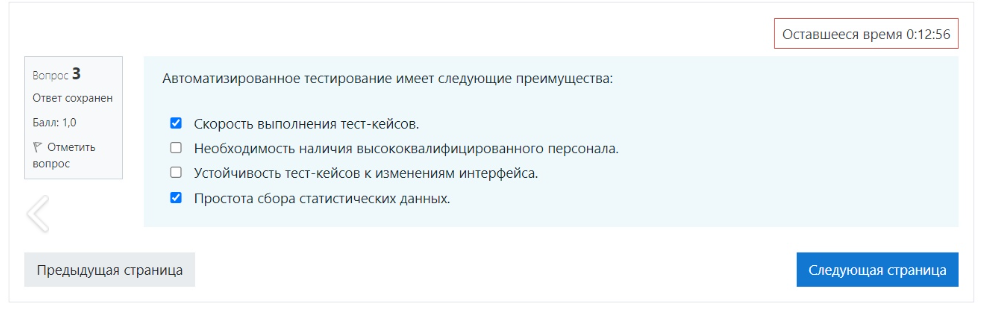 Оставшееся время 0:12:56
Вопрос 3
Ответ сохранен
Балл: 1,0
Отметить
вопрос
Автоматизированное тестирование имеет следующие преимущества:
Скорость выполнения тест-кейсов.
Необходимость наличия высококвалифицированного персонала.
Устойчивость тест-кейсов к изменениям интерфейса.
Простота сбора статистических данных.
Предыдущая страница
Следующая страница